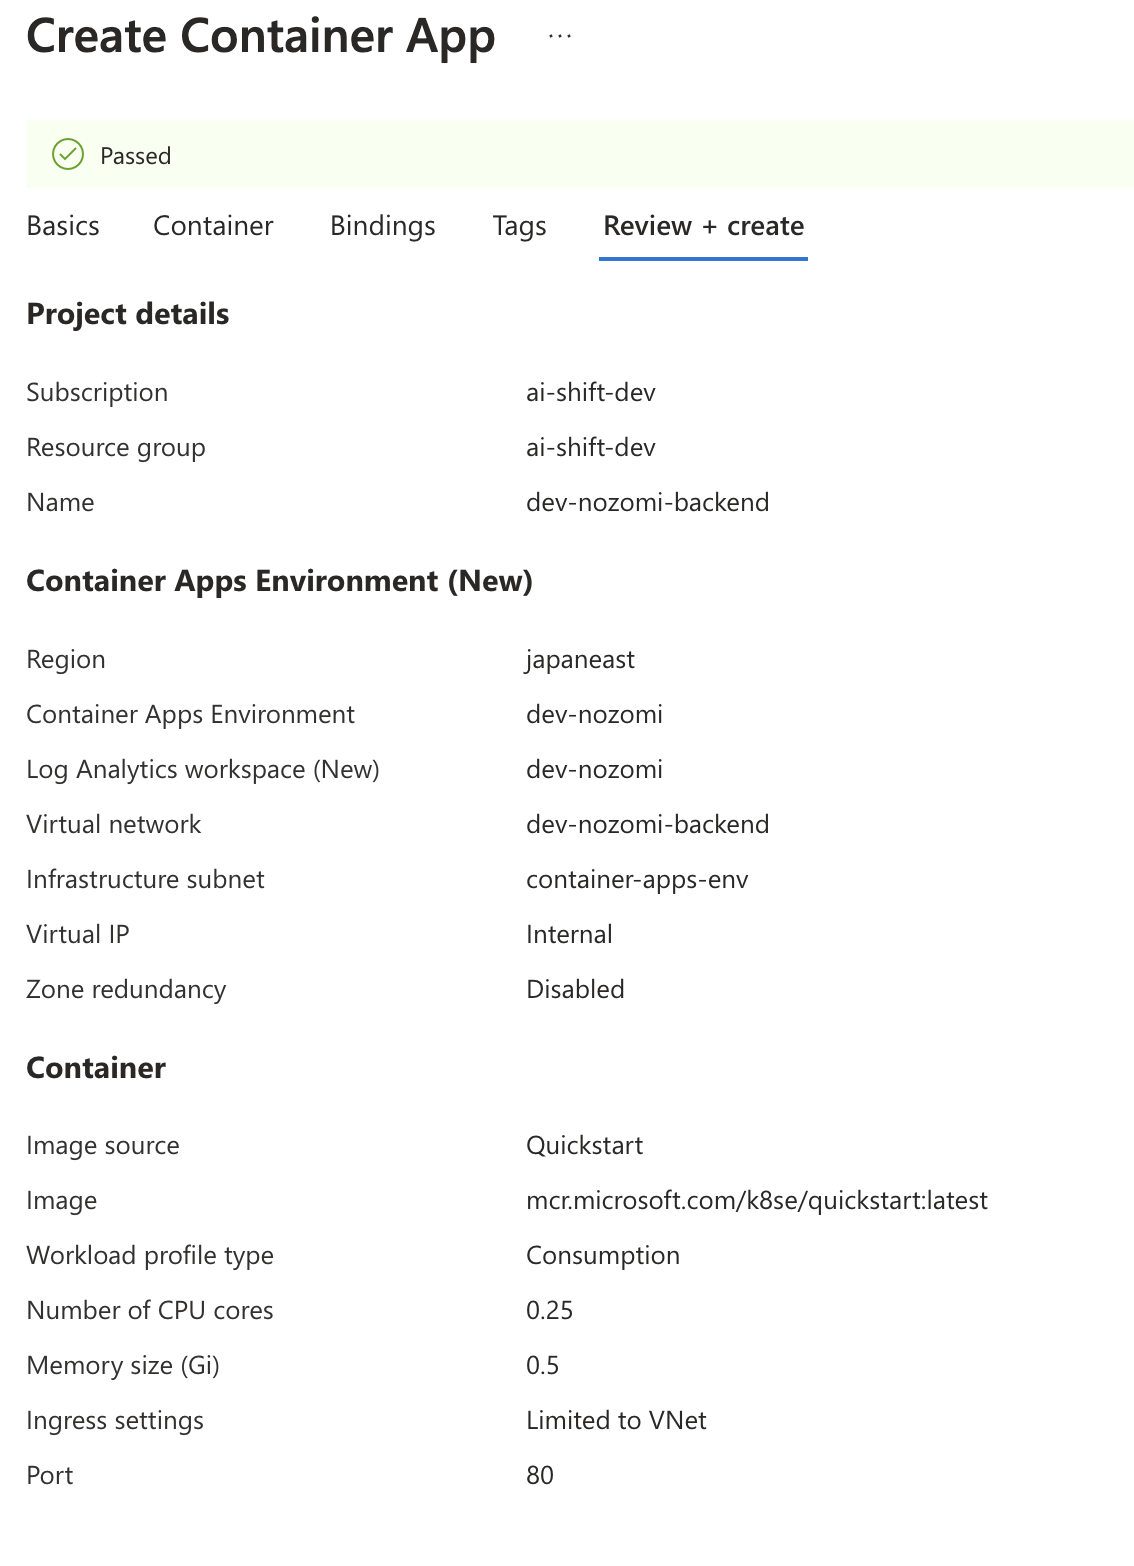 Create Container App ...
Passed
Basics Container Bindings Tags Review + create
Project details
Subscription ai-shift-dev
Resource group ai-shift-dev
Name dev-nozomi-backend
Container Apps Environment (New)
Region japaneast
Container Apps Environment dev-nozomi
Log Analytics workspace (New) dev-nozomi
Virtual network dev-nozomi-backend
Infrastructure subnet container-apps-env
Virtual IP Internal
Zone redundancy Disabled
Container
Image source Quickstart
Image mcr.microsoft.com/k8se/quickstart:latest
Workload profile type Consumption
Number of CPU cores 0.25
Memory size (Gi) 0.5
Ingress settings Limited to VNet
Port 80